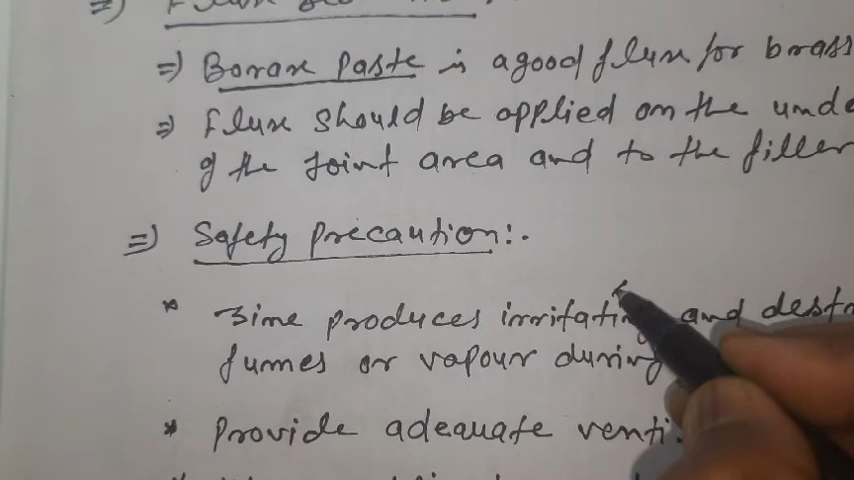 =>
=> Borax Paste is a good flux for brass
=> Flux should be applied on the unde
of the Joint area and to the filler
=> Safety Precaution:-
* Zinc produces irritating and destr
fumes or vapour during
* Provide adequate venti